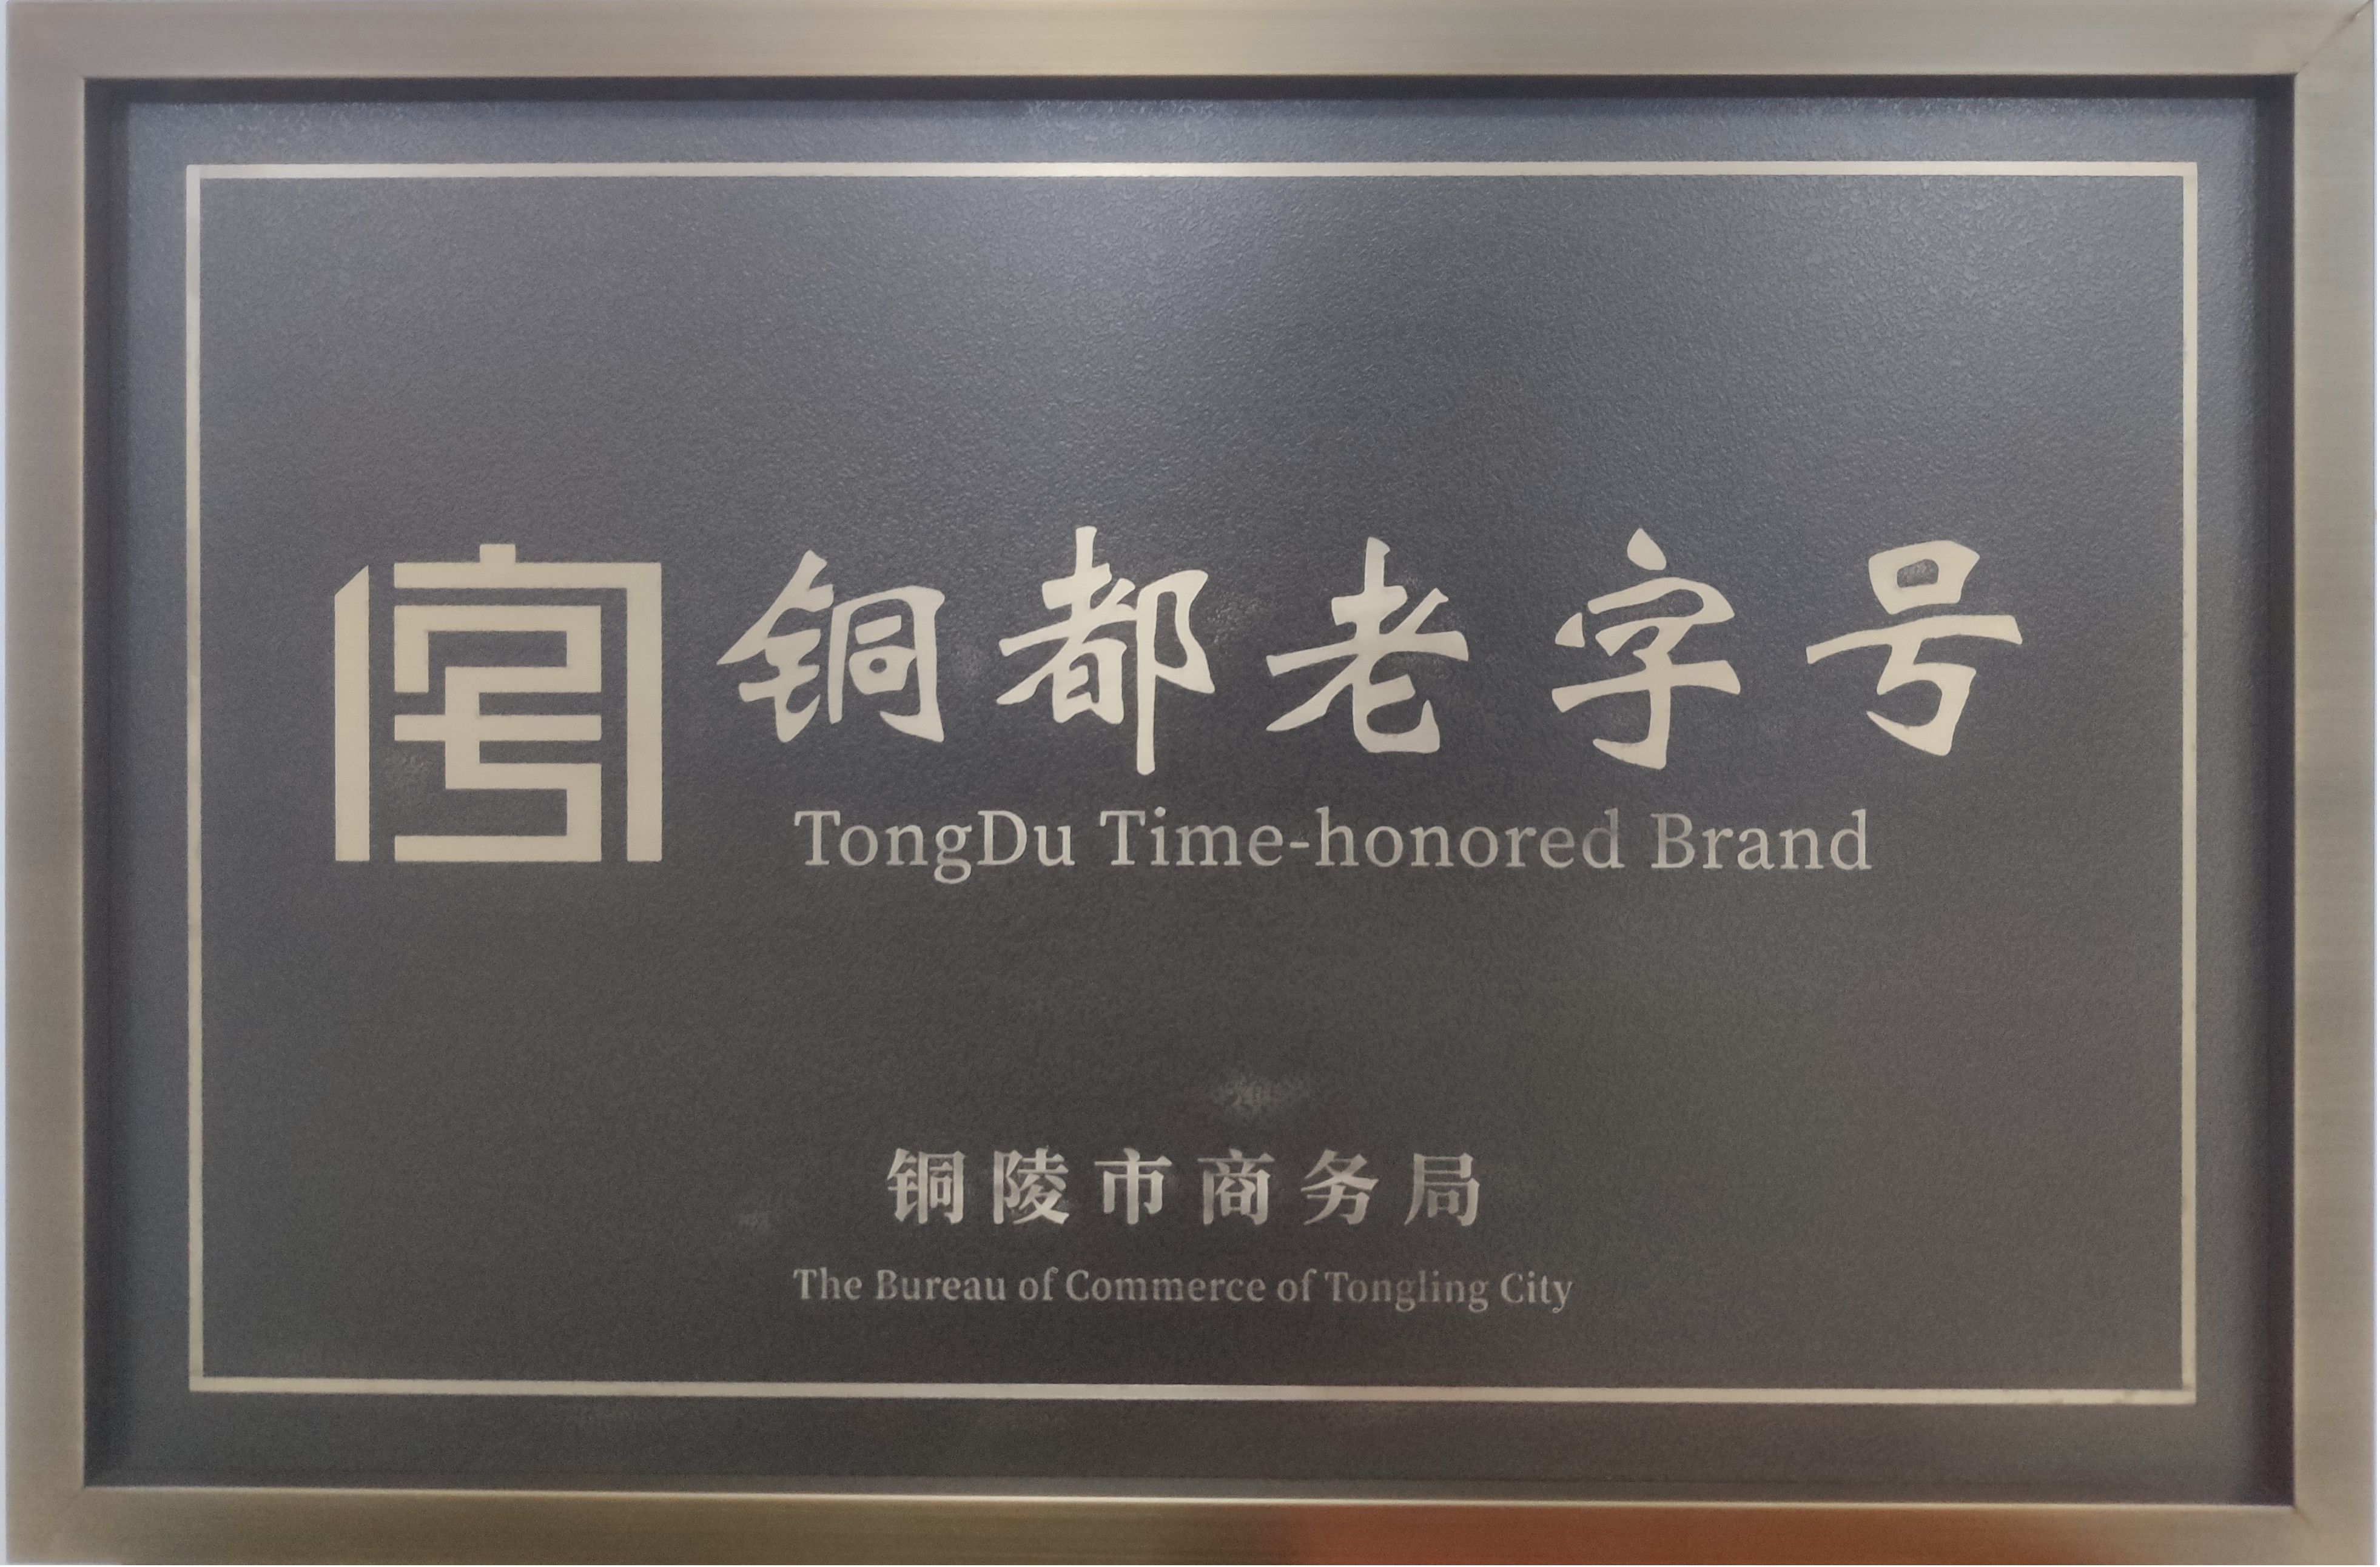 铜都老字号
TongDu Time-honored Brand
铜陵市商务局
The Bureau of Commerce of Tongling City